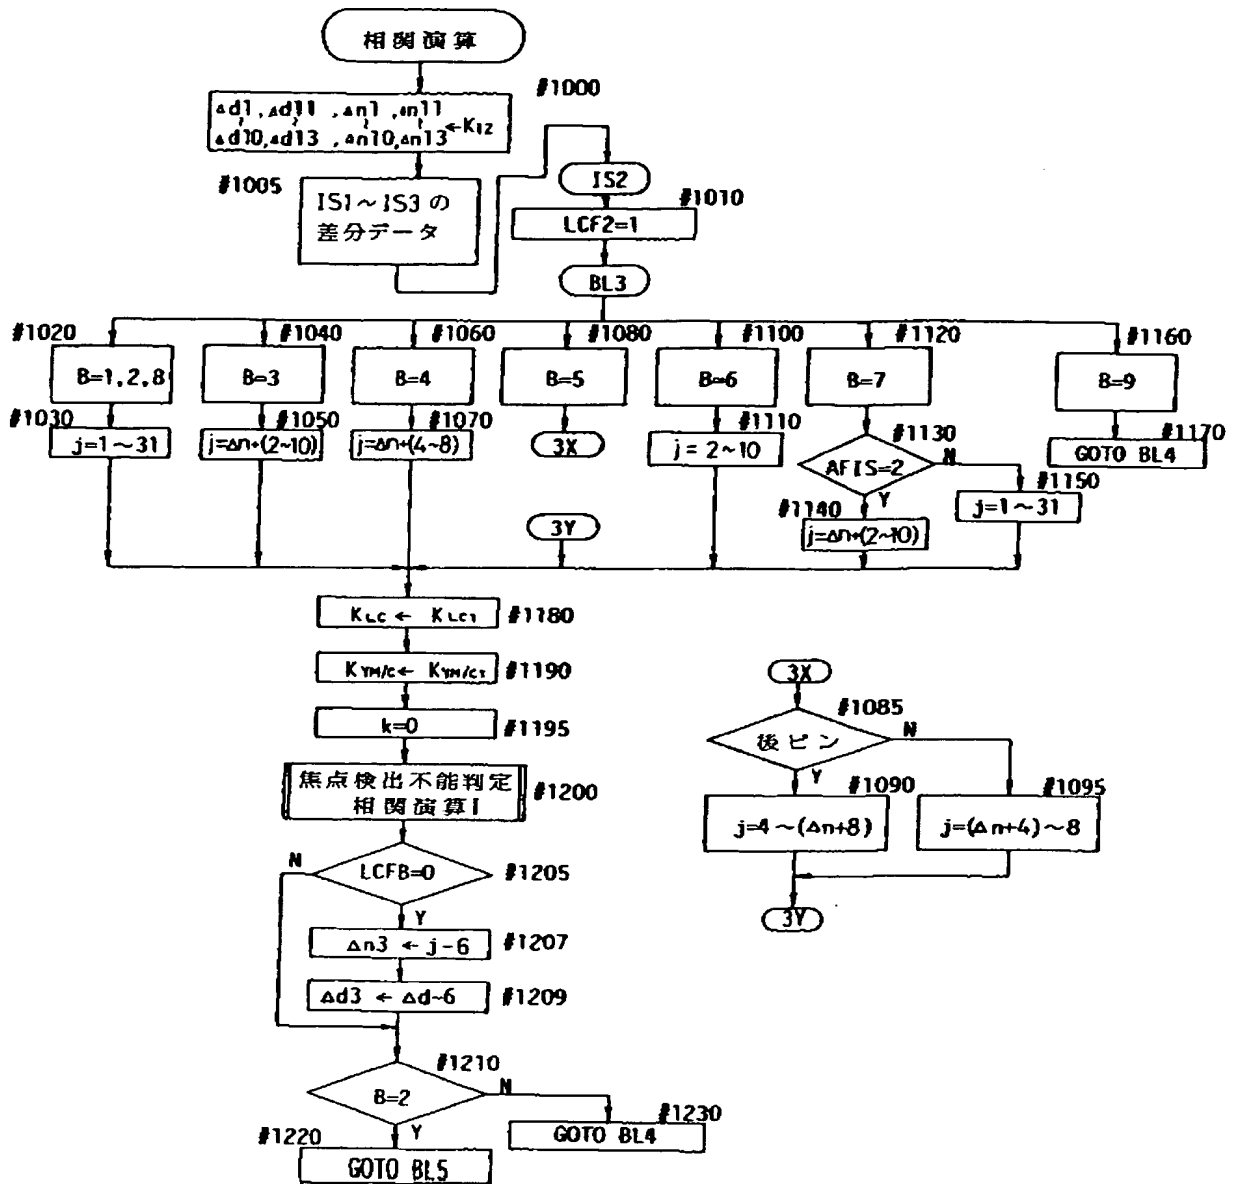 相関演算
#1000
Δd1,Δd11,Δn1,Δn11
Δd10,Δd13,Δn10,Δn13
←K12
#1005
IS1～IS3の
差分データ
IS2
#1010
LCF2=1
BL3
#1020
B=1,2,8
#1030
j=1～31
#1040
B=3
#1050
j=Δn+(2~10)
#1060
B=4
#1070
j=Δn+(4~8)
#1080
B=5
3X
#1100
B=6
#1110
j=2~10
#1120
B=7
#1130
AFIS=2
N
Y
#1140
j=Δn+(2~10)
#1150
j=1～31
#1160
B=9
#1170
GOTO BL4
3Y
KLC ← KLC1
#1180
KYM/C ← KYM/C1
#1190
k=0
#1195
焦点検出不能判定
相関演算I
#1200
LCFB=0
#1205
N
Y
Δn3 ← j-6
#1207
Δd3 ← Δd~6
#1209
#1210
B=2
N
Y
#1220
GOTO BL5
#1230
GOTO BL4
3X
#1085
後ピン
N
Y
#1090
j=4～(Δn+8)
#1095
j=(Δn+4)～8
3Y